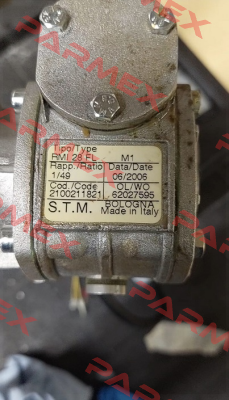 PARMEX
Tipo/Type
RMI 28 FL M1
Rapp./Ratio Data/Date
1/49 06/2006
Cod./Code OL/WO
2100211821 62027595
S.T.M. BOLOGNA
Made in Italy
PARMEX
PARMEX